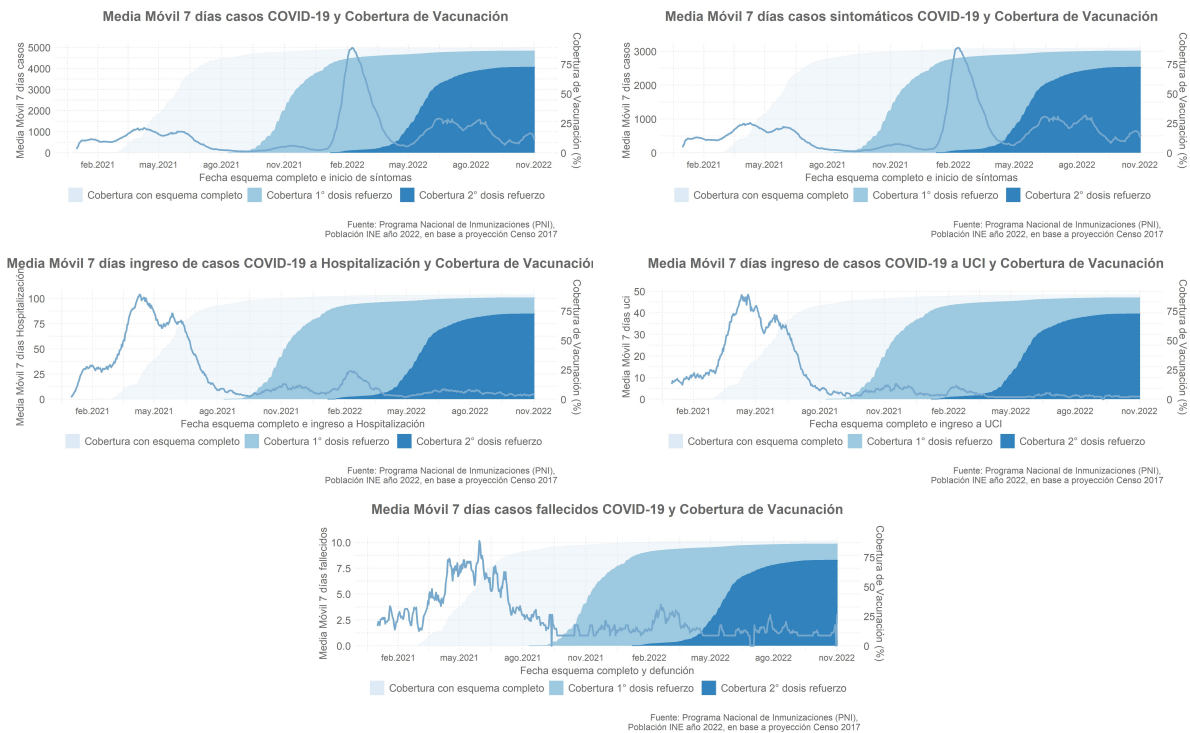 Media Móvil 7 días casos COVID-19 y Cobertura de Vacunación
Media Móvil 7 días casos
5000
4000
3000
2000
1000
0
Cobertura de Vacunación (%)
75
50
25
0
feb.2021 may.2021 ago.2021 nov.2021 feb.2022 may.2022 ago.2022 nov.2022
Fecha esquema completo e inicio de síntomas
Cobertura con esquema completo Cobertura 1° dosis refuerzo Cobertura 2° dosis refuerzo
Fuente: Programa Nacional de Inmunizaciones (PNI),
Población INE año 2022, en base a proyección Censo 2017
Media Móvil 7 días casos sintomáticos COVID-19 y Cobertura de Vacunación
Media Móvil 7 días casos
3000
2000
1000
0
Cobertura de Vacunación (%)
75
50
25
0
feb.2021 may.2021 ago.2021 nov.2021 feb.2022 may.2022 ago.2022 nov.2022
Fecha esquema completo e inicio de síntomas
Cobertura con esquema completo Cobertura 1° dosis refuerzo Cobertura 2° dosis refuerzo
Fuente: Programa Nacional de Inmunizaciones (PNI),
Población INE año 2022, en base a proyección Censo 2017
Media Móvil 7 días ingreso de casos COVID-19 a Hospitalización y Cobertura de Vacunación
Media Móvil 7 días Hospitalización
100
75
50
25
0
Cobertura de Vacunación (%)
75
50
25
0
feb.2021 may.2021 ago.2021 nov.2021 feb.2022 may.2022 ago.2022 nov.2022
Fecha esquema completo e ingreso a Hospitalización
Cobertura con esquema completo Cobertura 1° dosis refuerzo Cobertura 2° dosis refuerzo
Fuente: Programa Nacional de Inmunizaciones (PNI),
Población INE año 2022, en base a proyección Censo 2017
Media Móvil 7 días ingreso de casos COVID-19 a UCI y Cobertura de Vacunación
Media Móvil 7 días uci
50
40
30
20
10
0
Cobertura de Vacunación (%)
75
50
25
0
feb.2021 may.2021 ago.2021 nov.2021 feb.2022 may.2022 ago.2022 nov.2022
Fecha esquema completo e ingreso a UCI
Cobertura con esquema completo Cobertura 1° dosis refuerzo Cobertura 2° dosis refuerzo
Fuente: Programa Nacional de Inmunizaciones (PNI),
Población INE año 2022, en base a proyección Censo 2017
Media Móvil 7 días casos fallecidos COVID-19 y Cobertura de Vacunación
Media Móvil 7 días fallecidos
10.0
7.5
5.0
2.5
0.0
Cobertura de Vacunación (%)
75
50
25
0
feb.2021 may.2021 ago.2021 nov.2021 feb.2022 may.2022 ago.2022 nov.2022
Fecha esquema completo y defunción
Cobertura con esquema completo Cobertura 1° dosis refuerzo Cobertura 2° dosis refuerzo
Fuente: Programa Nacional de Inmunizaciones (PNI),
Población INE año 2022, en base a proyección Censo 2017